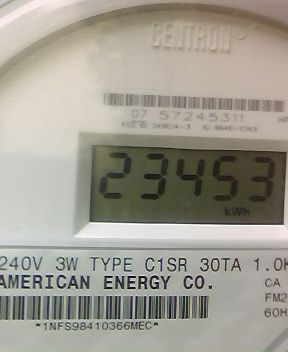 CENTRON®
07 57245311
23453
kWh
240V 3W TYPE C1SR 30TA 1.0K
AMERICAN ENERGY CO.
CA
FM2
60H
*1NFS98410366MEC*